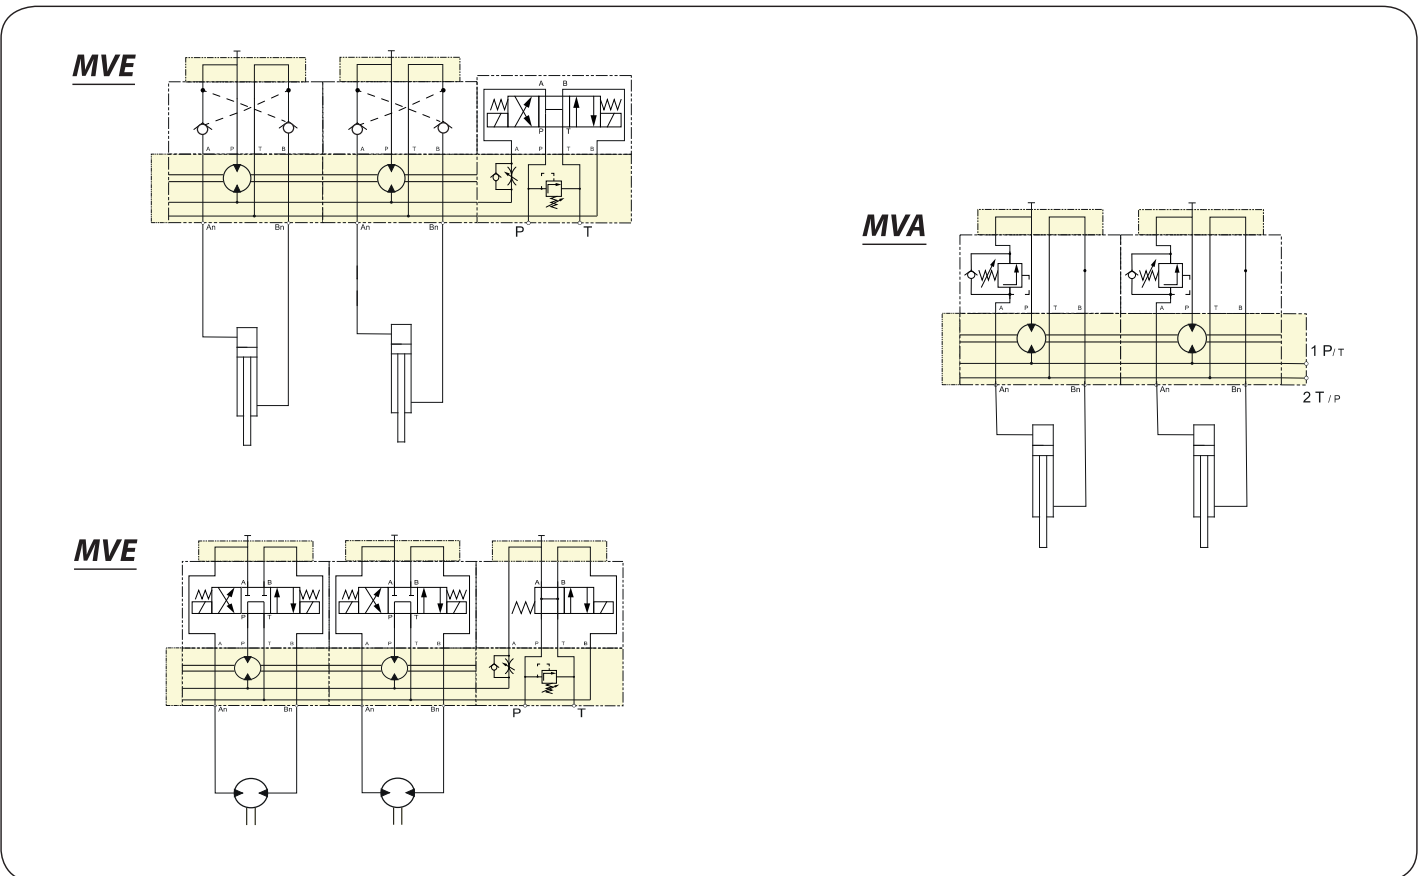 MVE
A B
P T
A P T B A P T B A P T B
An Bn An Bn P T
MVA
A P T B A P T B
1 P/ T
An Bn An Bn
2 T / P
MVE
A B A B A B
P T P T
A P T B A P T B A P T B
An Bn An Bn P T